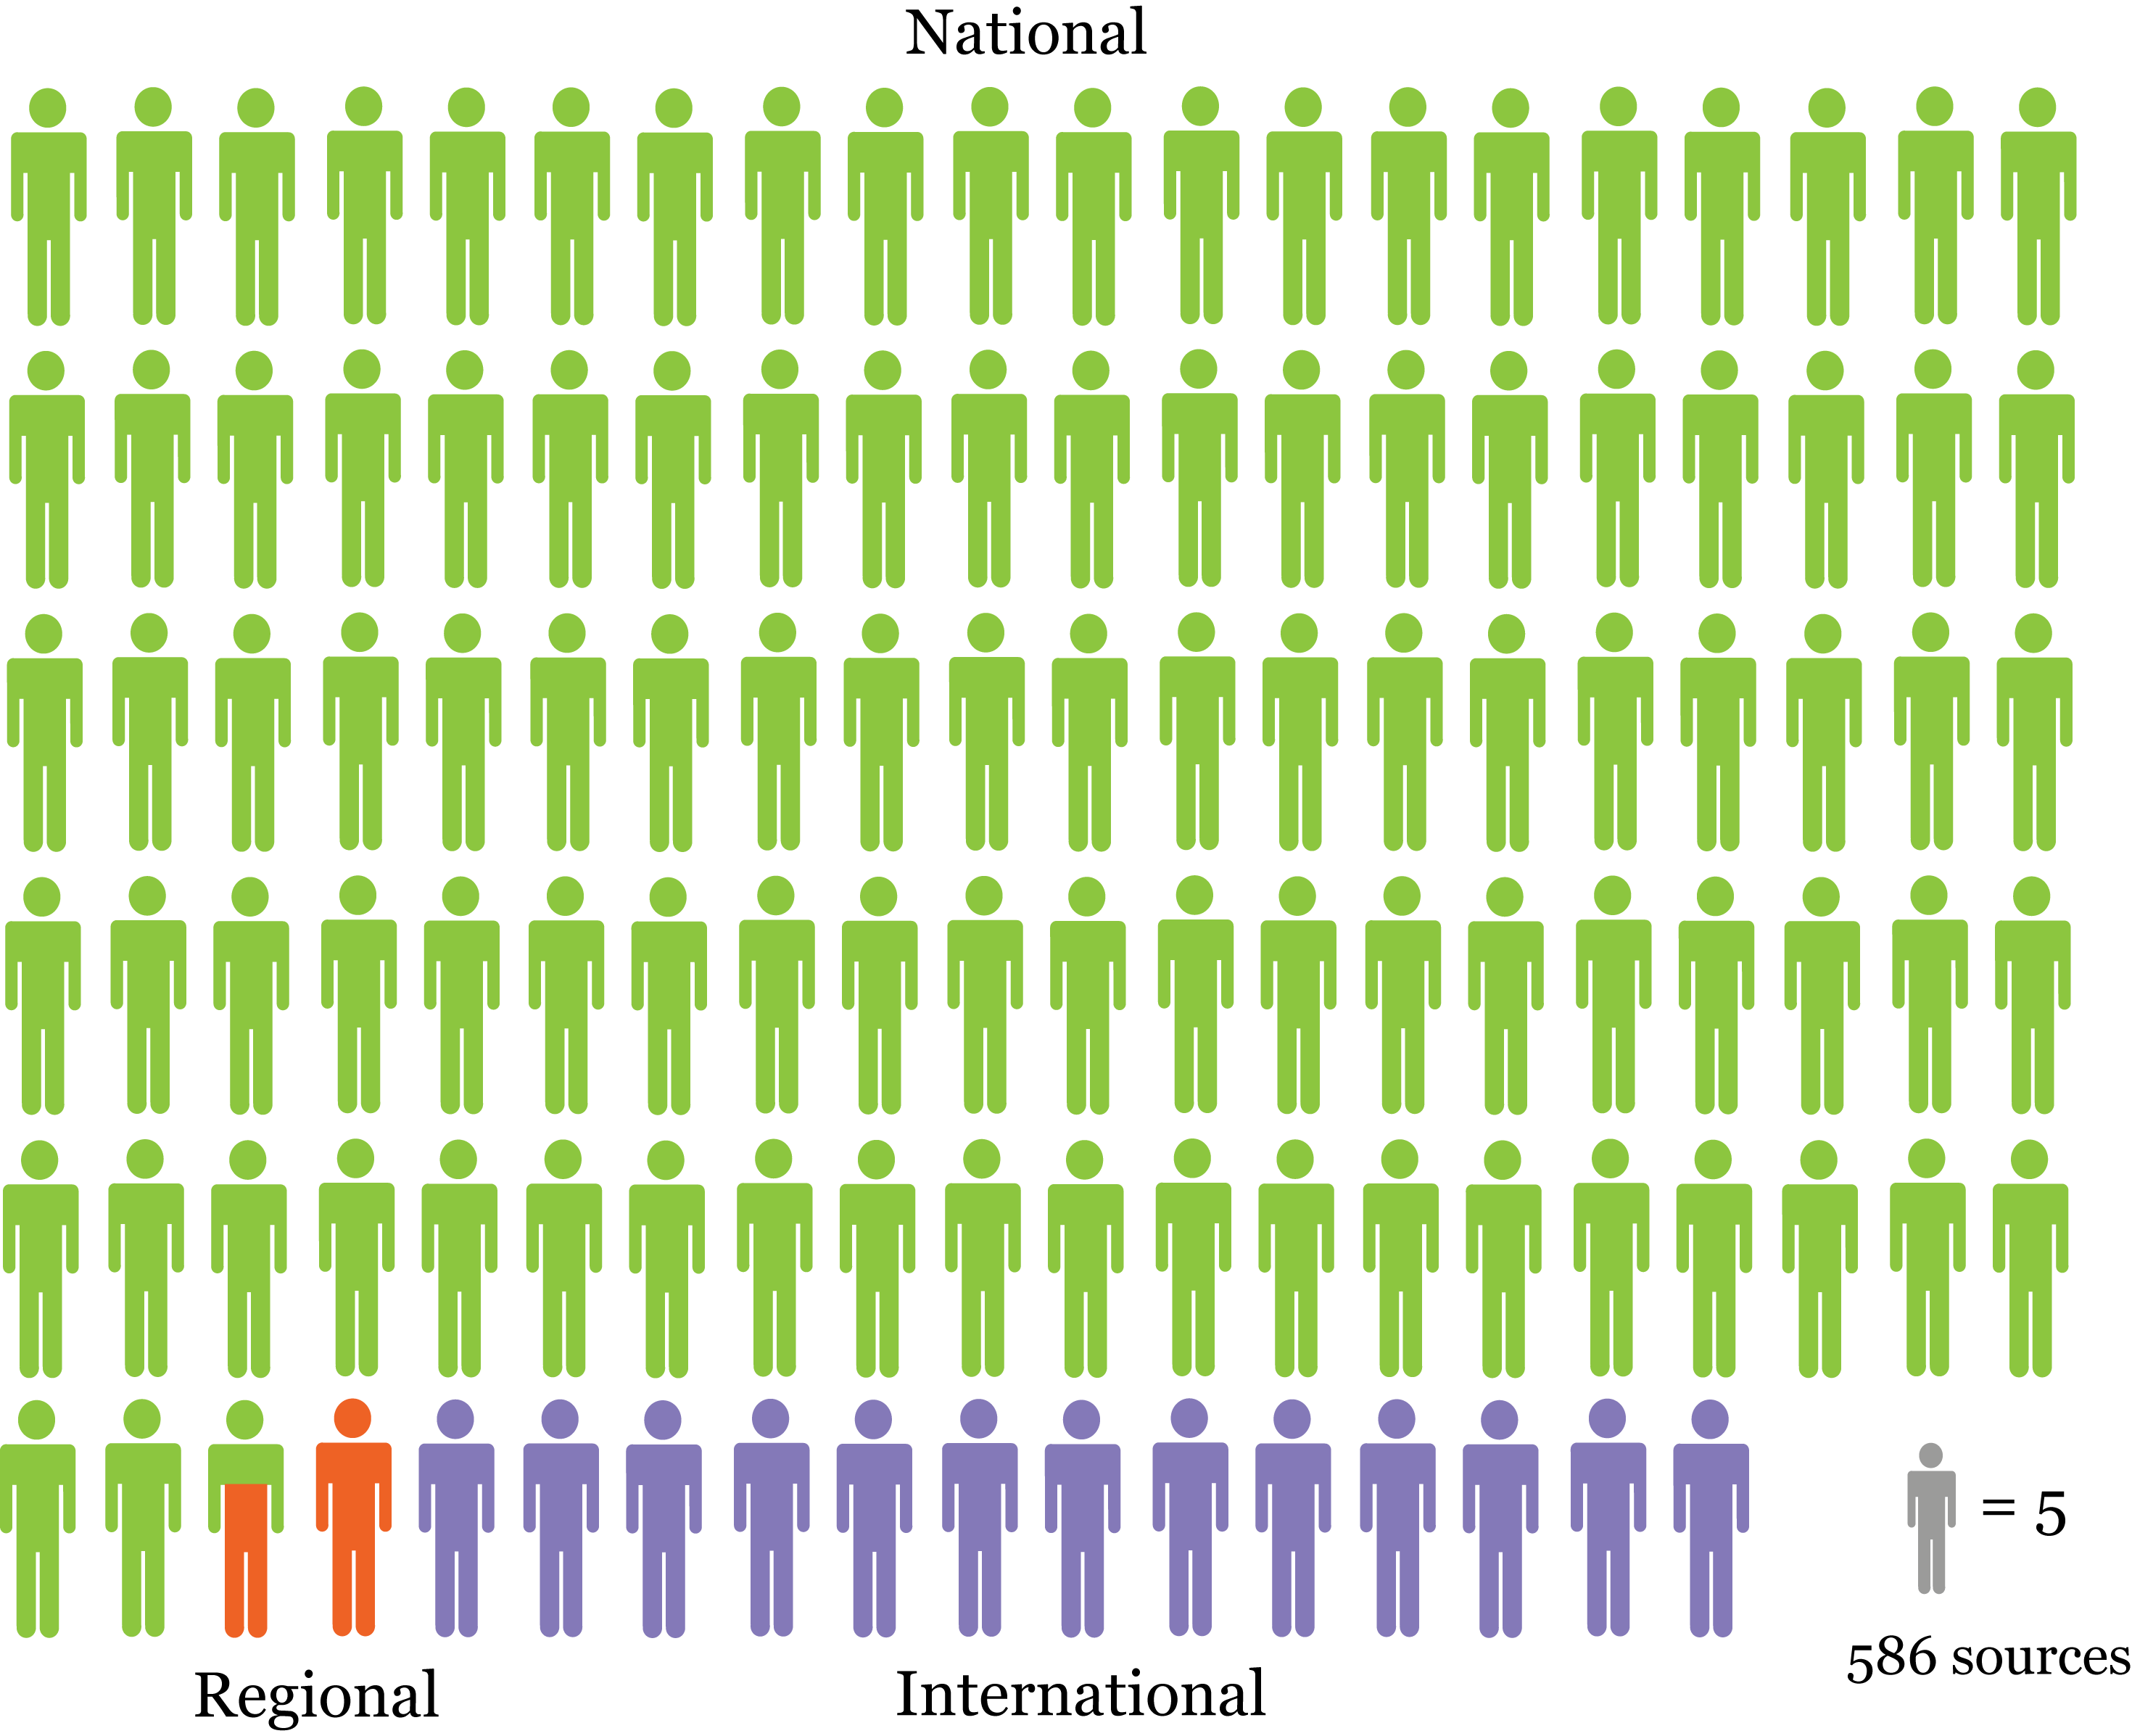 National
= 5
586 sources
Regional
International